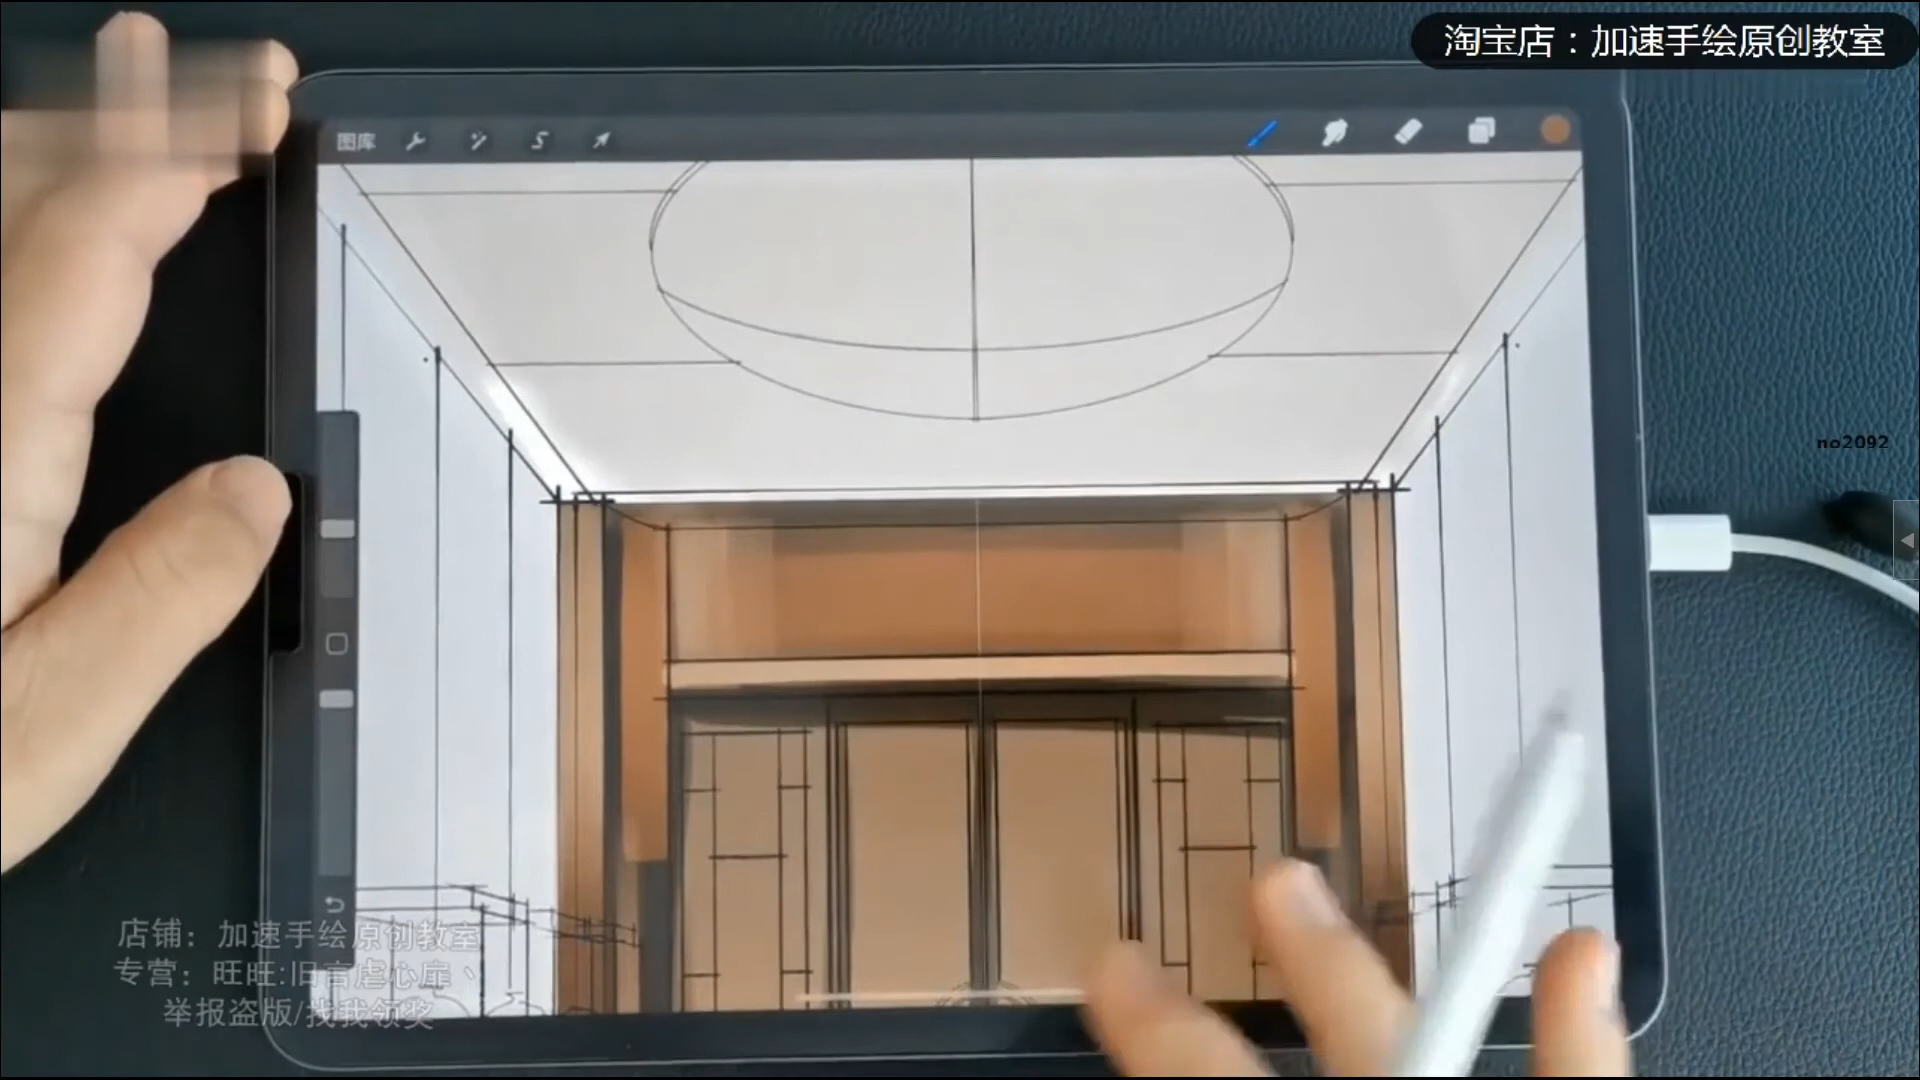 淘宝店：加速手绘原创教室
图库
no2092
店铺：加速手绘原创教室
专营：旺旺:旧言虐心扉丶
举报盗版/找我领奖